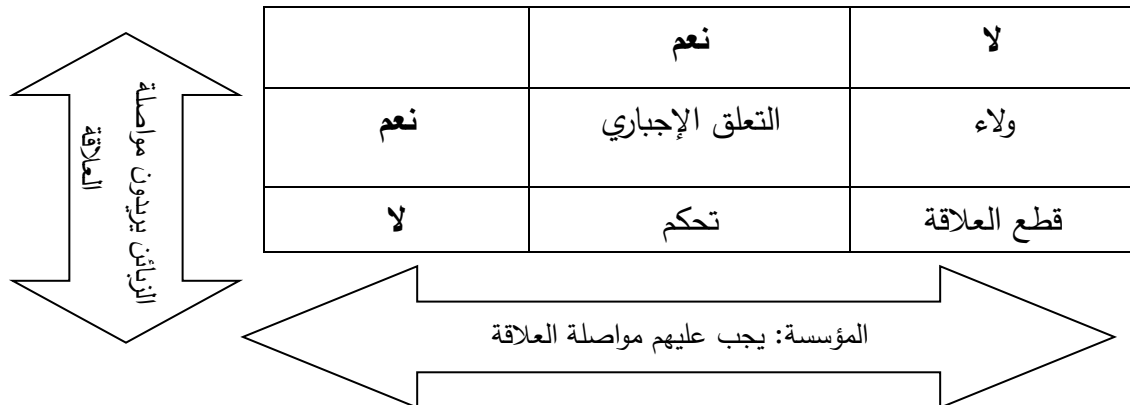 لا نعم
نعم التعلق الإجباري ولاء
لا تحكم قطع العلاقة
الزبائن يريدون مواصلة
العلاقة
المؤسسة: يجب عليهم مواصلة العلاقة